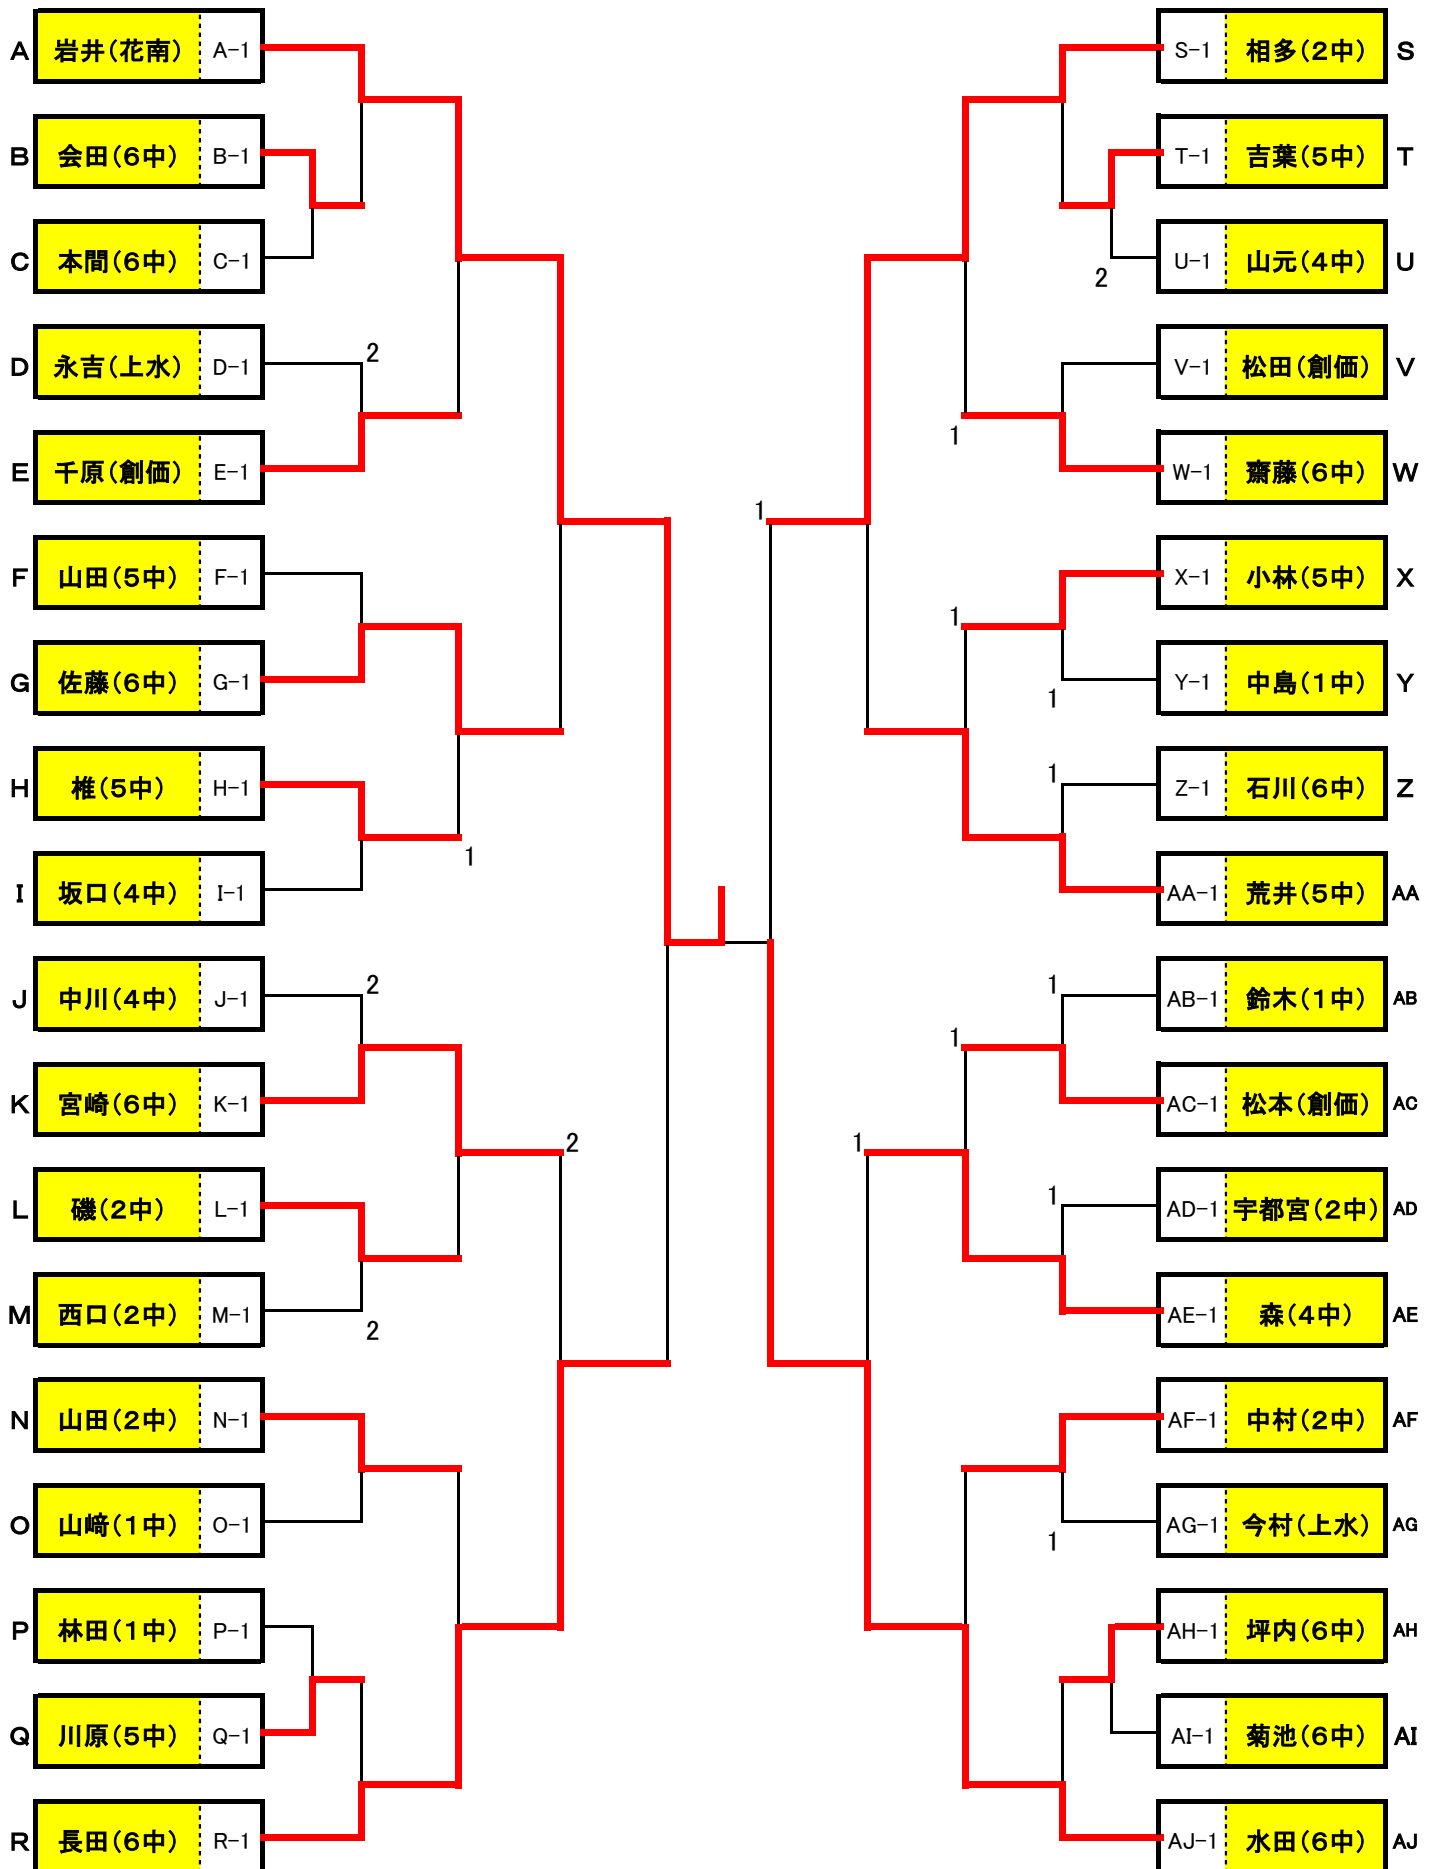 A 岩井(花南) A-1
B 会田(6中) B-1
C 本間(6中) C-1
D 永吉(上水) D-1 2
E 千原(創価) E-1
F 山田(5中) F-1
G 佐藤(6中) G-1
H 椎(5中) H-1
1
I 坂口(4中) I-1
J 中川(4中) J-1 2
K 宮崎(6中) K-1
2
L 磯(2中) L-1
M 西口(2中) M-1
2
N 山田(2中) N-1
O 山﨑(1中) O-1
P 林田(1中) P-1
Q 川原(5中) Q-1
R 長田(6中) R-1
S-1 相多(2中) S
T-1 吉葉(5中) T
U-1 山元(4中) U
2
V-1 松田(創価) V
1
W-1 齋藤(6中) W
1
X-1 小林(5中) X
1
Y-1 中島(1中) Y
1
1 Z-1 石川(6中) Z
AA-1 荒井(5中) AA
1 AB-1 鈴木(1中) AB
1
AC-1 松本(創価) AC
1
1 AD-1 宇都宮(2中) AD
AE-1 森(4中) AE
AF-1 中村(2中) AF
AG-1 今村(上水) AG
1
AH-1 坪内(6中) AH
AI-1 菊池(6中) AI
AJ-1 水田(6中) AJ